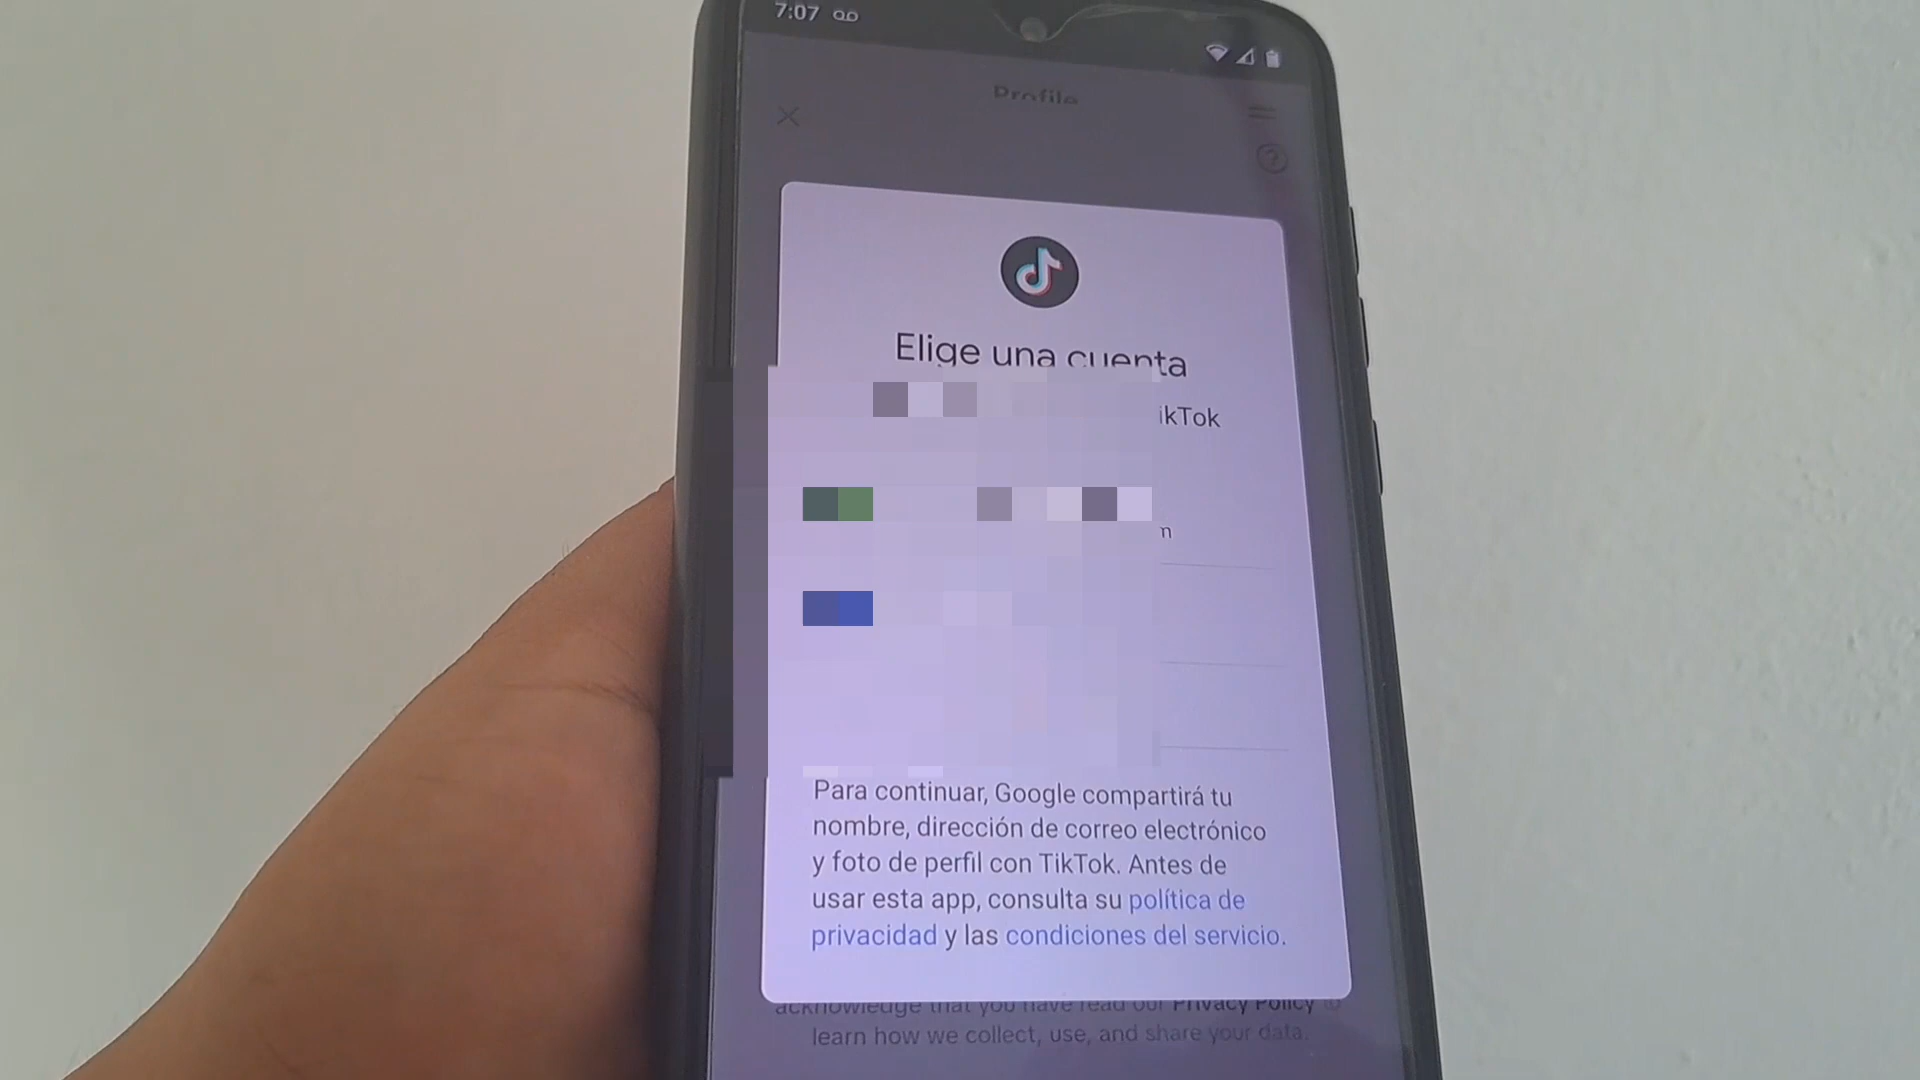 7:07
Profile
Elige una cuenta
ikTok
n
Para continuar, Google compartirá tu
nombre, dirección de correo electrónico
y foto de perfil con TikTok. Antes de
usar esta app, consulta su política de
privacidad y las condiciones del servicio.
acknowledge that you have read our Privacy Policy to
learn how we collect, use, and share your data.